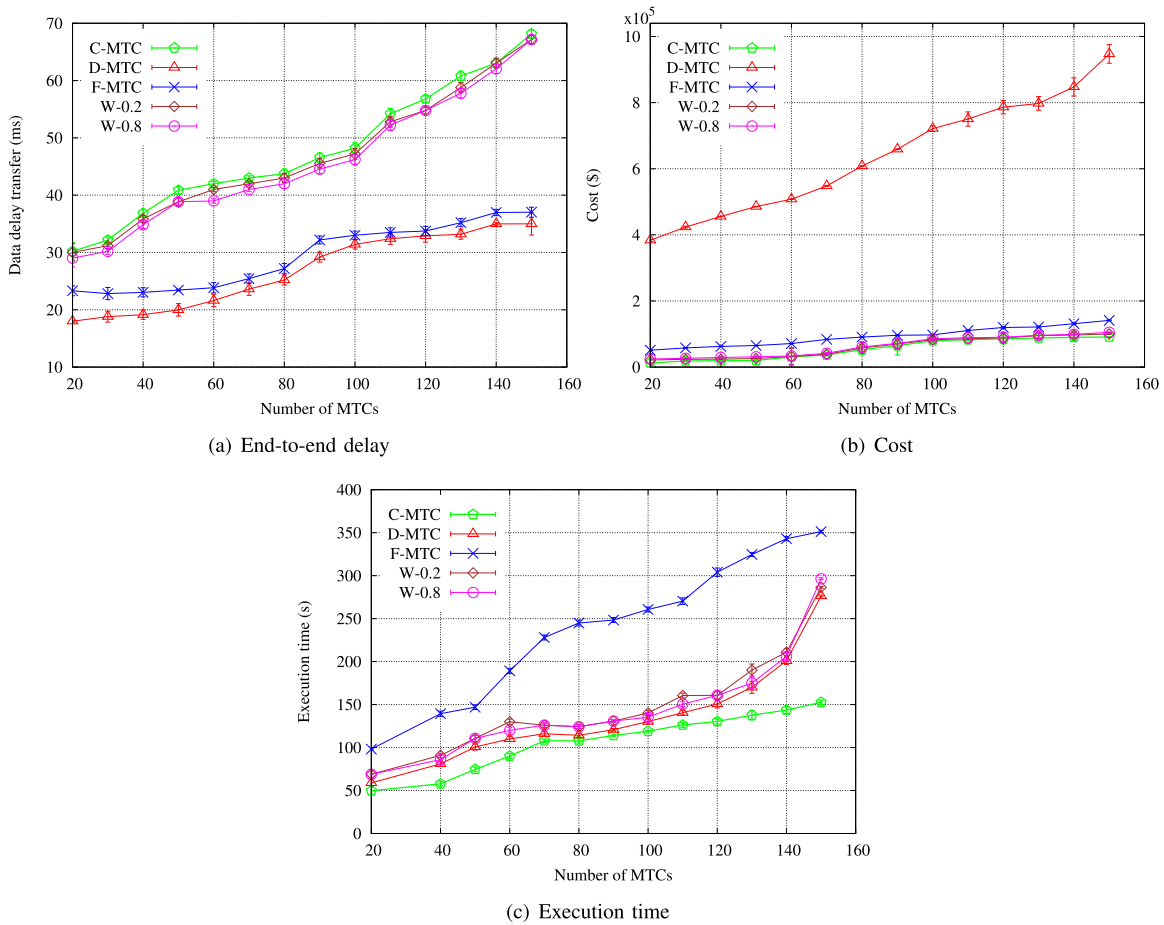 70
60
50
40
30
20
10
20 40 60 80 100 120 140 160
Data delay transfer (ms)
Number of MTCs
C-MTC
D-MTC
F-MTC
W-0.2
W-0.8
(a) End-to-end delay
x10^5
10
8
6
4
2
0
20 40 60 80 100 120 140 160
Cost ($)
Number of MTCs
C-MTC
D-MTC
F-MTC
W-0.2
W-0.8
(b) Cost
400
350
300
250
200
150
100
50
0
20 40 60 80 100 120 140 160
Execution time (s)
Number of MTCs
C-MTC
D-MTC
F-MTC
W-0.2
W-0.8
(c) Execution time